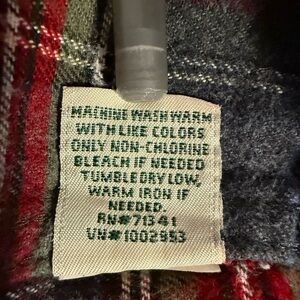 MACHINE WASH WARM
WITH LIKE COLORS
ONLY NON-CHLORINE
BLEACH IF NEEDED
TUMBLE DRY LOW,
WARM IRON IF
NEEDED.
RN#71341
VN#1002953